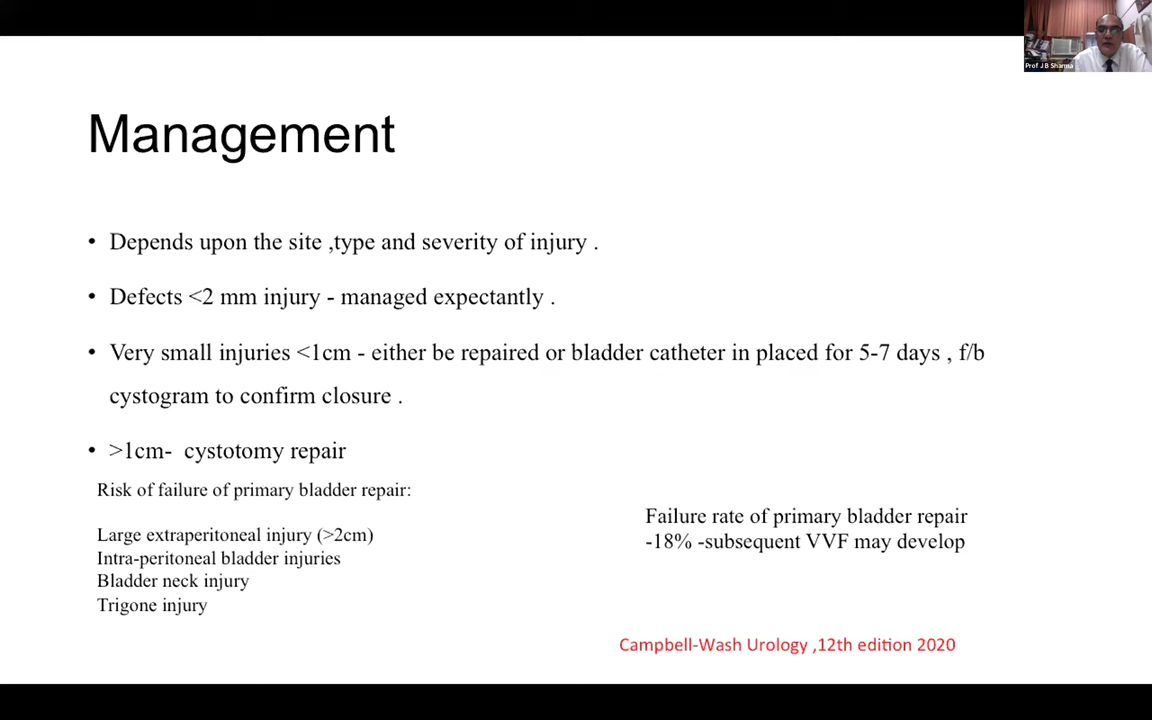 Prof J B Sharma
Management
• Depends upon the site ,type and severity of injury .
• Defects <2 mm injury - managed expectantly .
• Very small injuries <1cm - either be repaired or bladder catheter in placed for 5-7 days , f/b
cystogram to confirm closure .
• >1cm- cystotomy repair
Risk of failure of primary bladder repair:
Large extraperitoneal injury (>2cm)
Intra-peritoneal bladder injuries
Bladder neck injury
Trigone injury
Failure rate of primary bladder repair
-18% -subsequent VVF may develop
Campbell-Wash Urology ,12th edition 2020